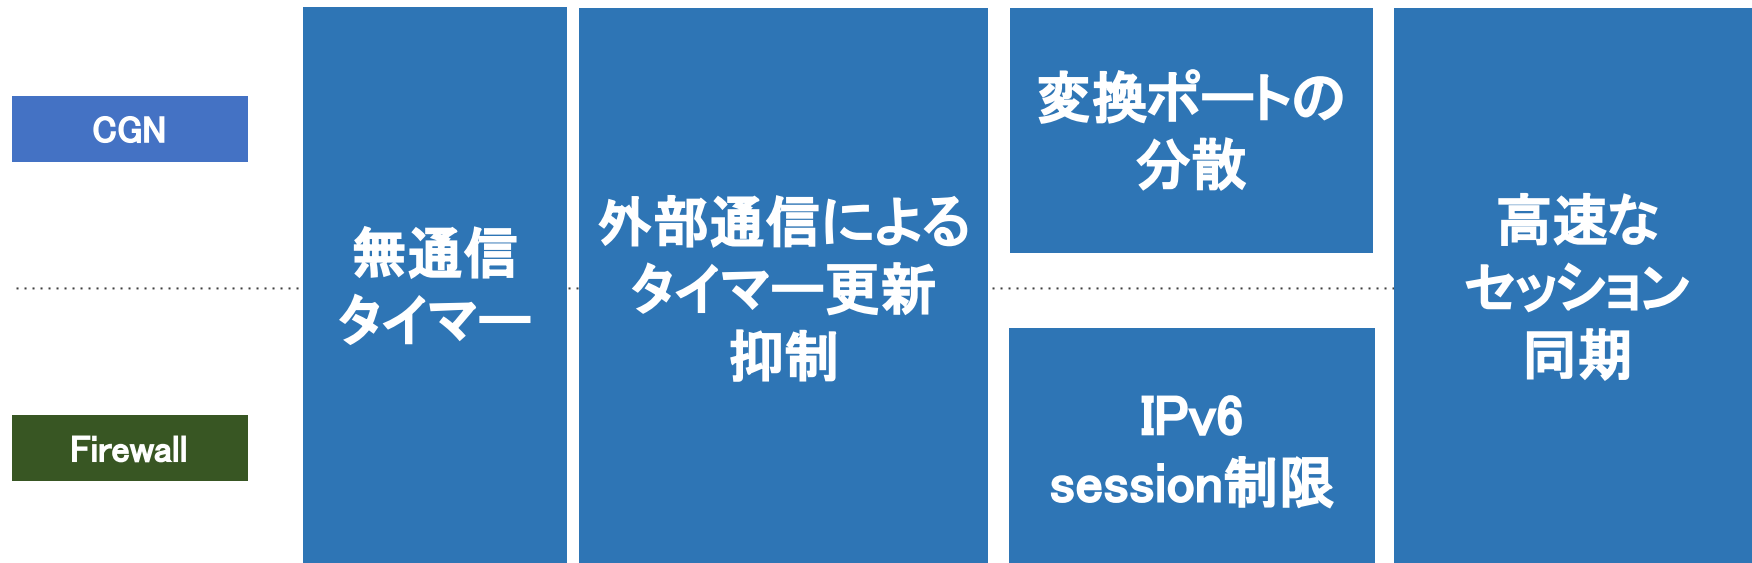 CGN
Firewall
無通信
タイマー
外部通信による
タイマー更新
抑制
変換ポートの
分散
IPv6
session制限
高速な
セッション
同期